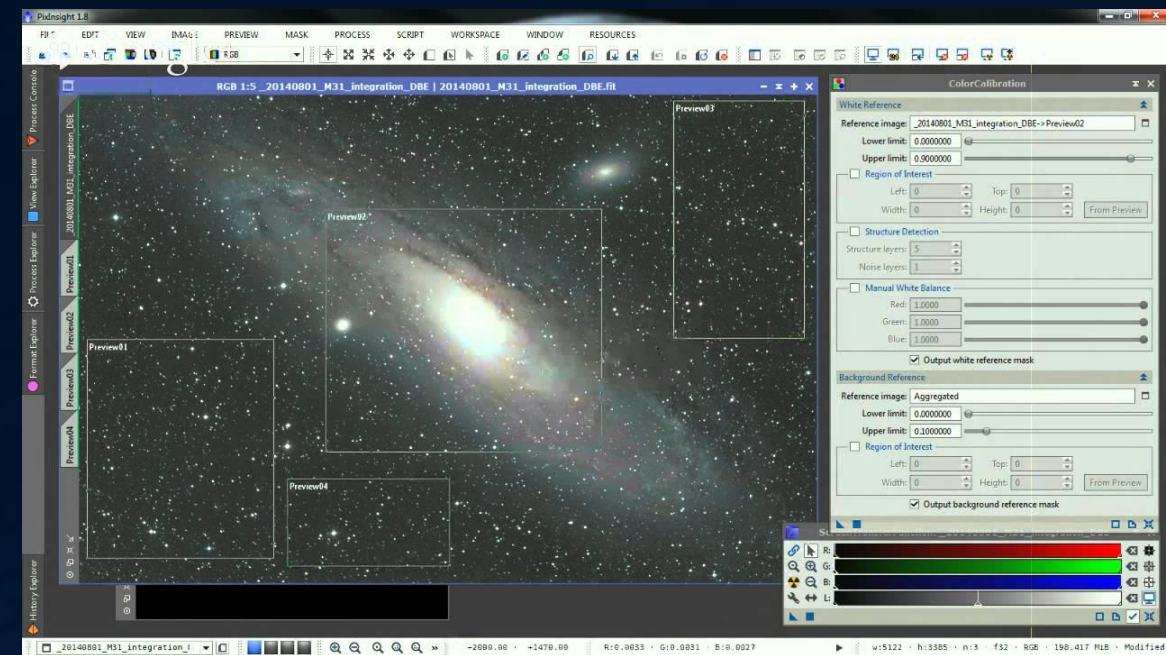 PixInsight 1.8
EDIT VIEW IMAGE PREVIEW MASK PROCESS SCRIPT WORKSPACE WINDOW RESOURCES
RGB
RGB 1:5 _20140801_M31_integration_DBE | 20140801_M31_integration_DBE.fit
Process Console
View Explorer
Process Explorer
Format Explorer
History Explorer
_20140801_M31_integration_DBE
Preview01
Preview02
Preview03
Preview04
Preview03
Preview02
Preview01
Preview04
ColorCalibration
White Reference
Reference image: _20140801_M31_integration_DBE->Preview02
Lower limit: 0.0000000
Upper limit: 0.9000000
Region of Interest
Left: 0 Top: 0
Width: 0 Height: 0 From Preview
Structure Detection
Structure layers: 5
Noise layers: 1
Manual White Balance
Red: 1.0000
Green: 1.0000
Blue: 1.0000
Output white reference mask
Background Reference
Reference image: Aggregated
Lower limit: 0.0000000
Upper limit: 0.1000000
Region of Interest
Left: 0 Top: 0
Width: 0 Height: 0 From Preview
Output background reference mask
R:
G:
B:
L:
_20140801_M31_integration_ -2080.00 · +1470.00 R:0.0033 · G:0.0031 · B:0.0027 w:5122 · h:3385 · n:3 · f32 · RGB · 198.417 MiB · Modified